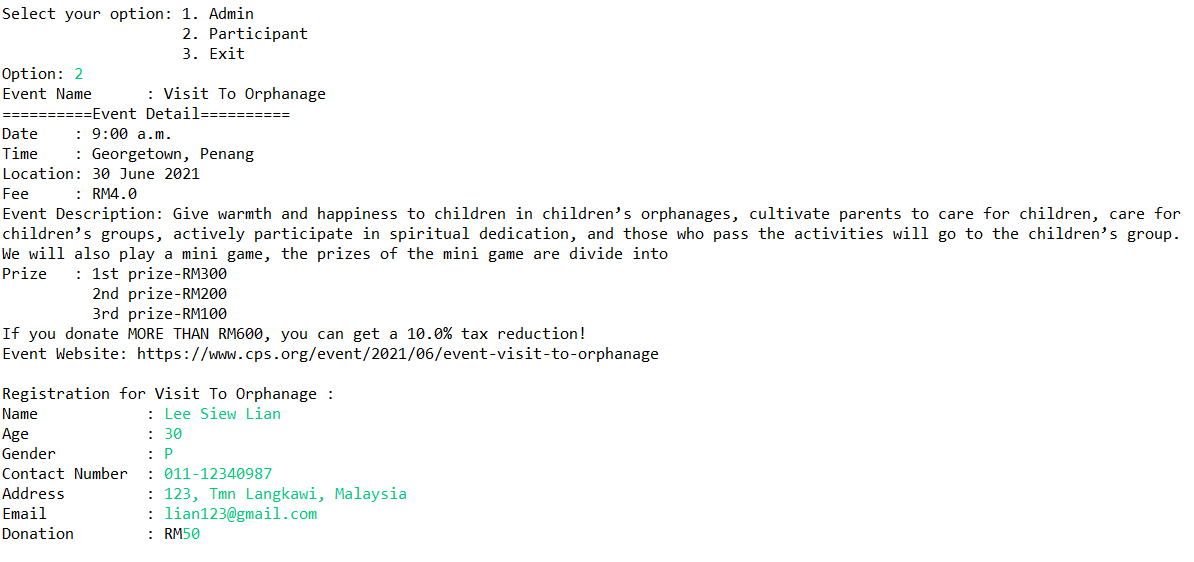 Select your option: 1. Admin
2. Participant
3. Exit
Option: 2
Event Name      : Visit To Orphanage
==========Event Detail==========
Date    : 9:00 a.m.
Time    : Georgetown, Penang
Location: 30 June 2021
Fee     : RM4.0
Event Description: Give warmth and happiness to children in children’s orphanages, cultivate parents to care for children, care for
children’s groups, actively participate in spiritual dedication, and those who pass the activities will go to the children’s group.
We will also play a mini game, the prizes of the mini game are divide into
Prize   : 1st prize-RM300
2nd prize-RM200
3rd prize-RM100
If you donate MORE THAN RM600, you can get a 10.0% tax reduction!
Event Website: https://www.cps.org/event/2021/06/event-visit-to-orphanage
Registration for Visit To Orphanage :
Name            : Lee Siew Lian
Age             : 30
Gender          : P
Contact Number  : 011-12340987
Address         : 123, Tmn Langkawi, Malaysia
Email           : lian123@gmail.com
Donation        : RM50